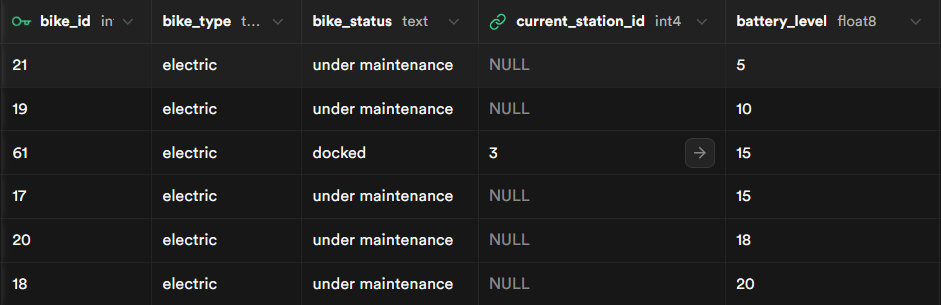 bike_id in bike_type t... bike_status text current_station_id int4 battery_level float8
21 electric under maintenance NULL 5
19 electric under maintenance NULL 10
61 electric docked 3 15
17 electric under maintenance NULL 15
20 electric under maintenance NULL 18
18 electric under maintenance NULL 20